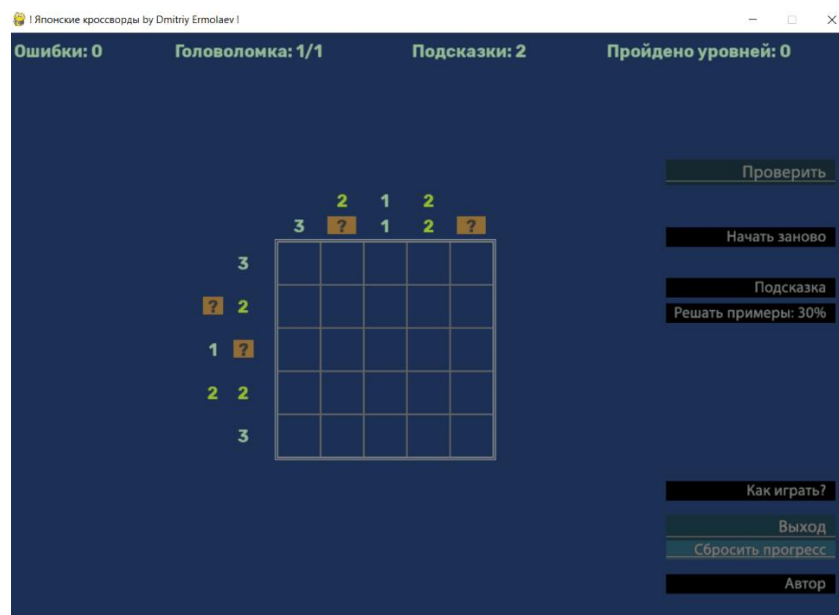 ! Японские кроссворды by Dmitriy Ermolaev !
Ошибки: 0 Головоломка: 1/1 Подсказки: 2 Пройдено уровней: 0
Проверить
2 1 2
3 ? 1 2 ?
Начать заново
3
Подсказка
? 2
Решать примеры: 30%
1 ?
2 2
3
Как играть?
Выход
Сбросить прогресс
Автор